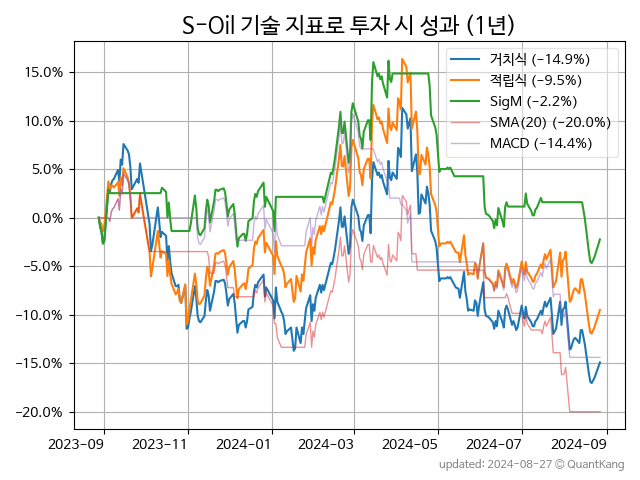 S-Oil 기술 지표로 투자 시 성과 (1년)
거치식 (-14.9%)
적립식 (-9.5%)
SigM (-2.2%)
SMA(20) (-20.0%)
MACD (-14.4%)
15.0%
10.0%
5.0%
0.0%
-5.0%
-10.0%
-15.0%
-20.0%
2023-09 2023-11 2024-01 2024-03 2024-05 2024-07 2024-09
updated: 2024-08-27 © QuantKang